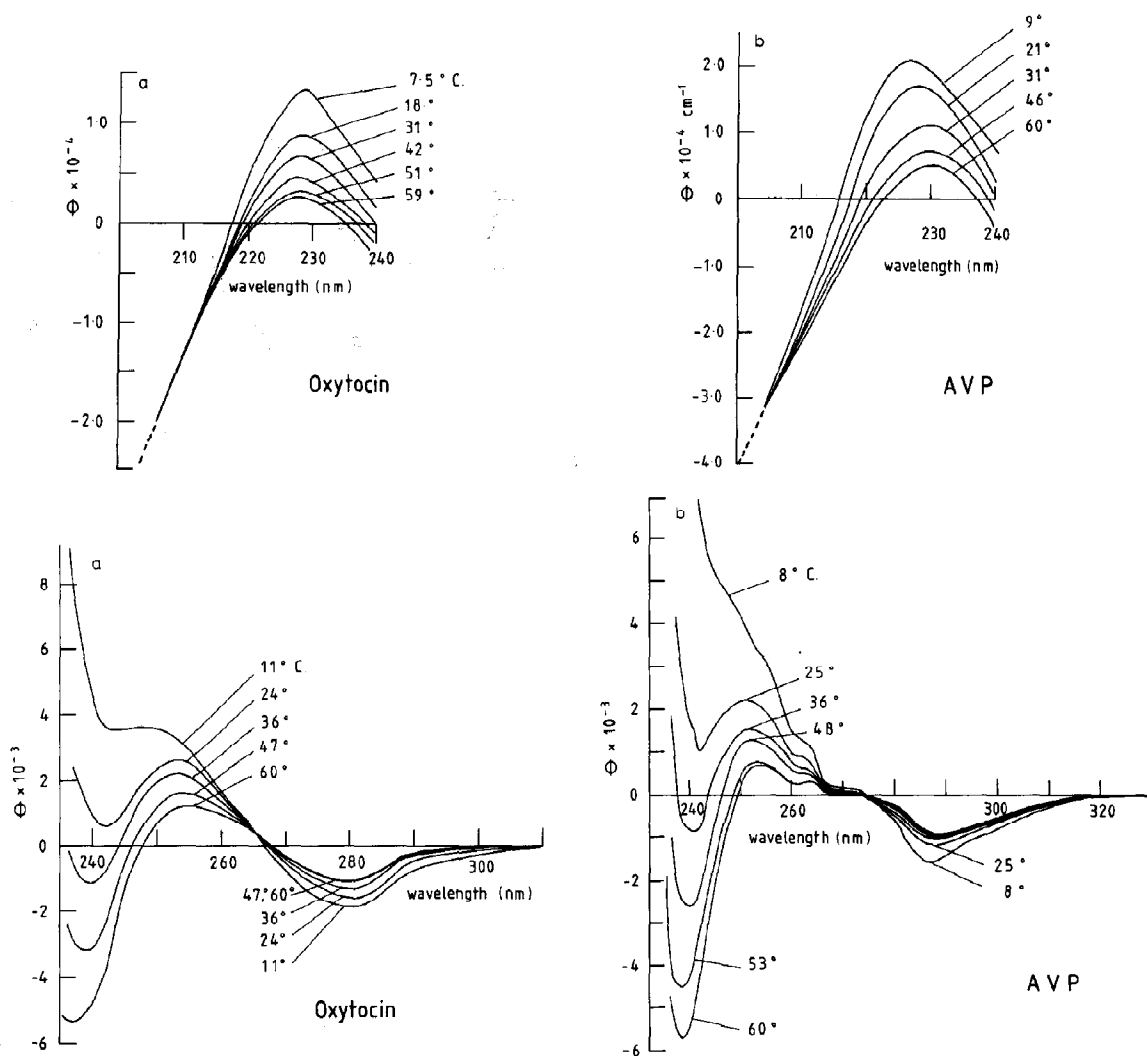 a
1·0
0
-1·0
-2·0
Φ × 10⁻⁴
210 220 230 240
wavelength (nm)
7·5° C.
18·°
31°
42°
51°
59°
Oxytocin
b
2·0
1·0
0
-1·0
-2·0
-3·0
-4·0
Φ × 10⁻⁴ cm⁻¹
210 230 240
wavelength (nm)
9°
21°
31°
46°
60°
AVP
a
8
6
4
2
0
-2
-4
-6
Φ × 10⁻³
240 260 280 300
wavelength (nm)
11° C.
24°
36°
47°
60°
47°,60°
36°
24°
11°
Oxytocin
b
6
4
2
0
-2
-4
-6
Φ × 10⁻³
240 260 280 300 320
wavelength (nm)
8° C.
25°
36°
48°
25°
8°
53°
60°
AVP